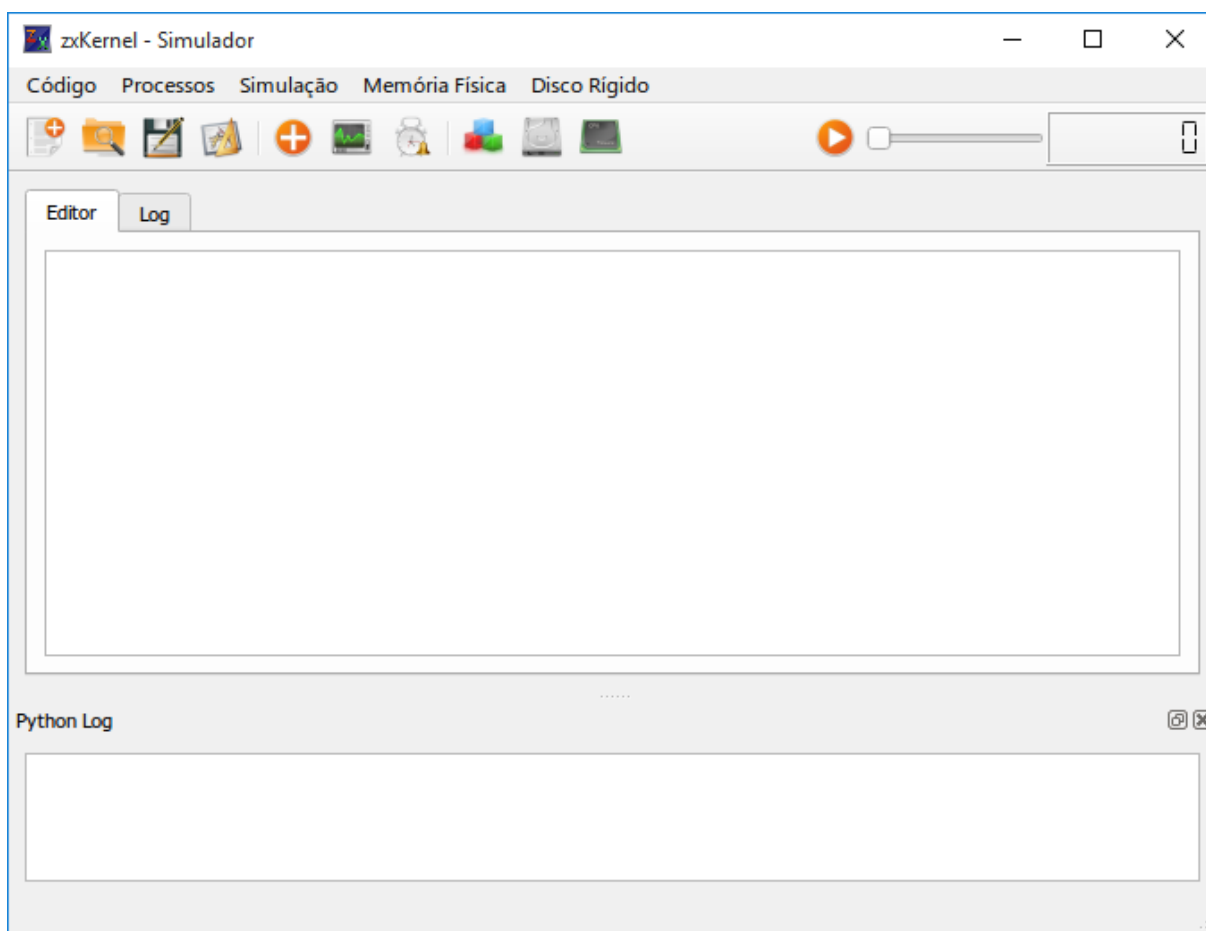 zxKernel - Simulador
Código Processos Simulação Memória Física Disco Rígido
0
Editor Log
Python Log